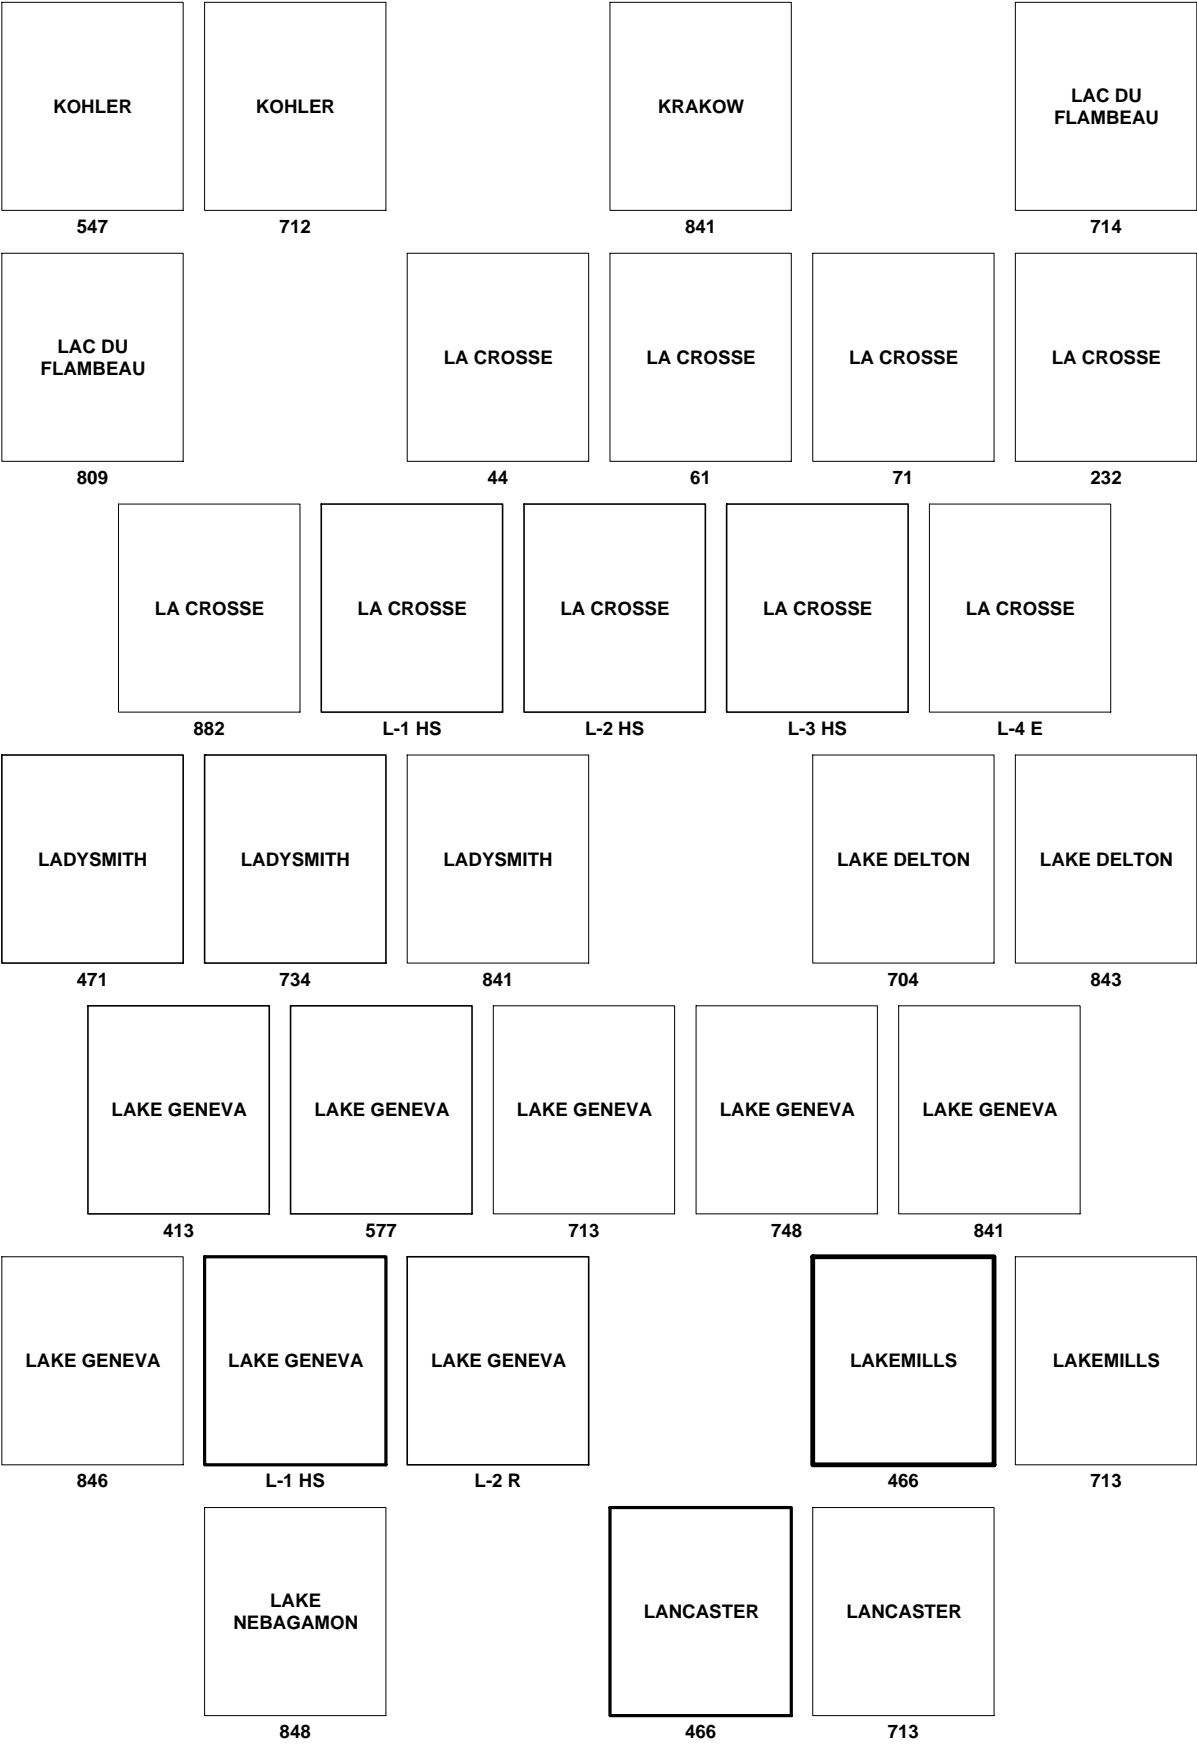 KOHLER
KOHLER
KRAKOW
LAC DU
FLAMBEAU
547
712
841
714
LAC DU
FLAMBEAU
LA CROSSE
LA CROSSE
LA CROSSE
LA CROSSE
809
44
61
71
232
LA CROSSE
LA CROSSE
LA CROSSE
LA CROSSE
LA CROSSE
882
L-1 HS
L-2 HS
L-3 HS
L-4 E
LADYSMITH
LADYSMITH
LADYSMITH
LAKE DELTON
LAKE DELTON
471
734
841
704
843
LAKE GENEVA
LAKE GENEVA
LAKE GENEVA
LAKE GENEVA
LAKE GENEVA
413
577
713
748
841
LAKE GENEVA
LAKE GENEVA
LAKE GENEVA
LAKEMILLS
LAKEMILLS
846
L-1 HS
L-2 R
466
713
LAKE
NEBAGAMON
LANCASTER
LANCASTER
848
466
713